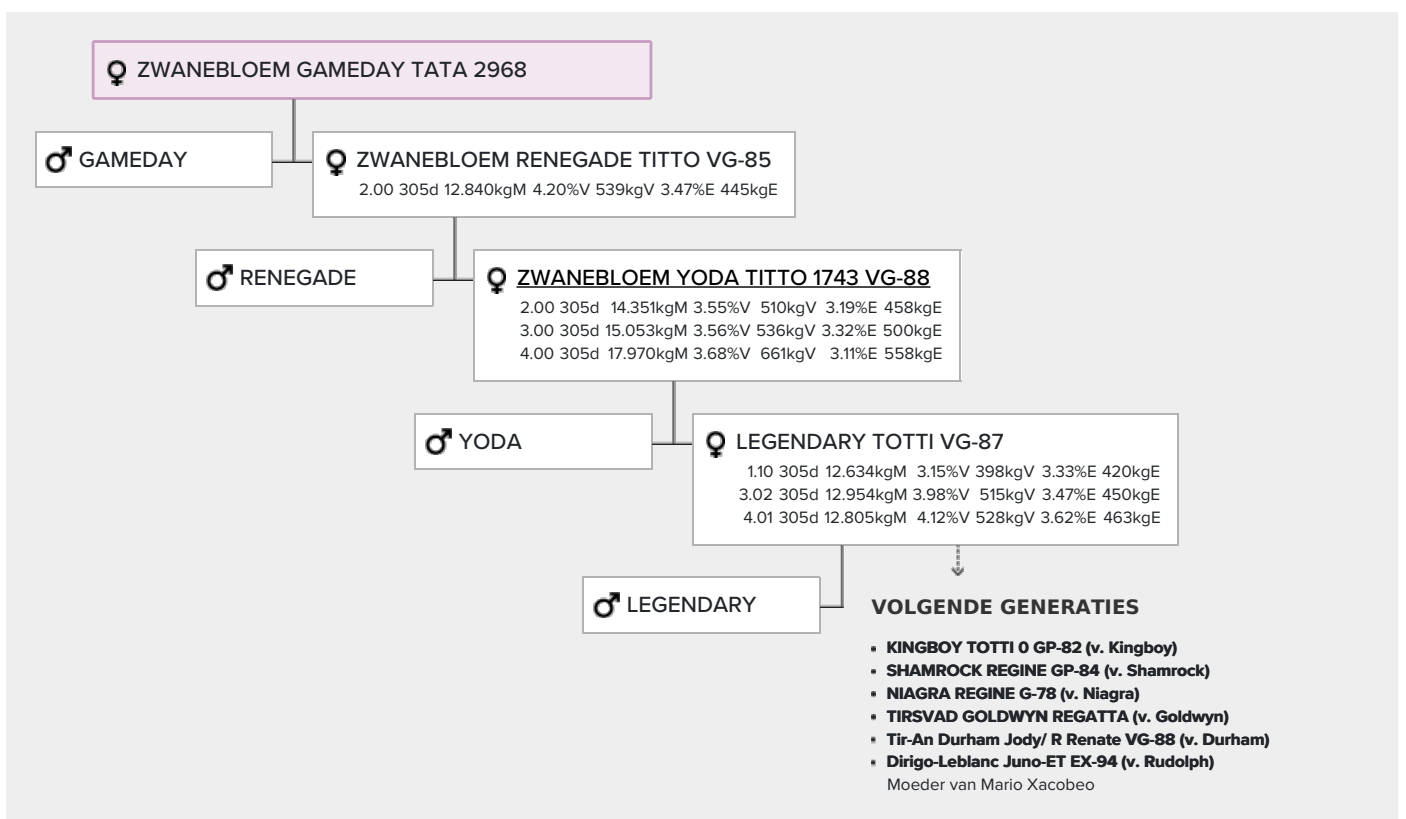 ZWANEBLOEM GAMEDAY TATA 2968
GAMEDAY
ZWANEBLOEM RENEGADE TITTO VG-85
2.00 305d 12.840kgM 4.20%V 539kgV 3.47%E 445kgE
RENEGADE
ZWANEBLOEM YODA TITTO 1743 VG-88
2.00 305d 14.351kgM 3.55%V 510kgV 3.19%E 458kgE
3.00 305d 15.053kgM 3.56%V 536kgV 3.32%E 500kgE
4.00 305d 17.970kgM 3.68%V 661kgV 3.11%E 558kgE
YODA
LEGENDARY TOTTI VG-87
1.10 305d 12.634kgM 3.15%V 398kgV 3.33%E 420kgE
3.02 305d 12.954kgM 3.98%V 515kgV 3.47%E 450kgE
4.01 305d 12.805kgM 4.12%V 528kgV 3.62%E 463kgE
LEGENDARY
VOLGENDE GENERATIES
• KINGBOY TOTTI 0 GP-82 (v. Kingboy)
• SHAMROCK REGINE GP-84 (v. Shamrock)
• NIAGRA REGINE G-78 (v. Niagra)
• TIRSVAD GOLDWYN REGATTA (v. Goldwyn)
• Tir-An Durham Jody/ R Renate VG-88 (v. Durham)
• Dirigo-Leblanc Juno-ET EX-94 (v. Rudolph)
Moeder van Mario Xacobeo